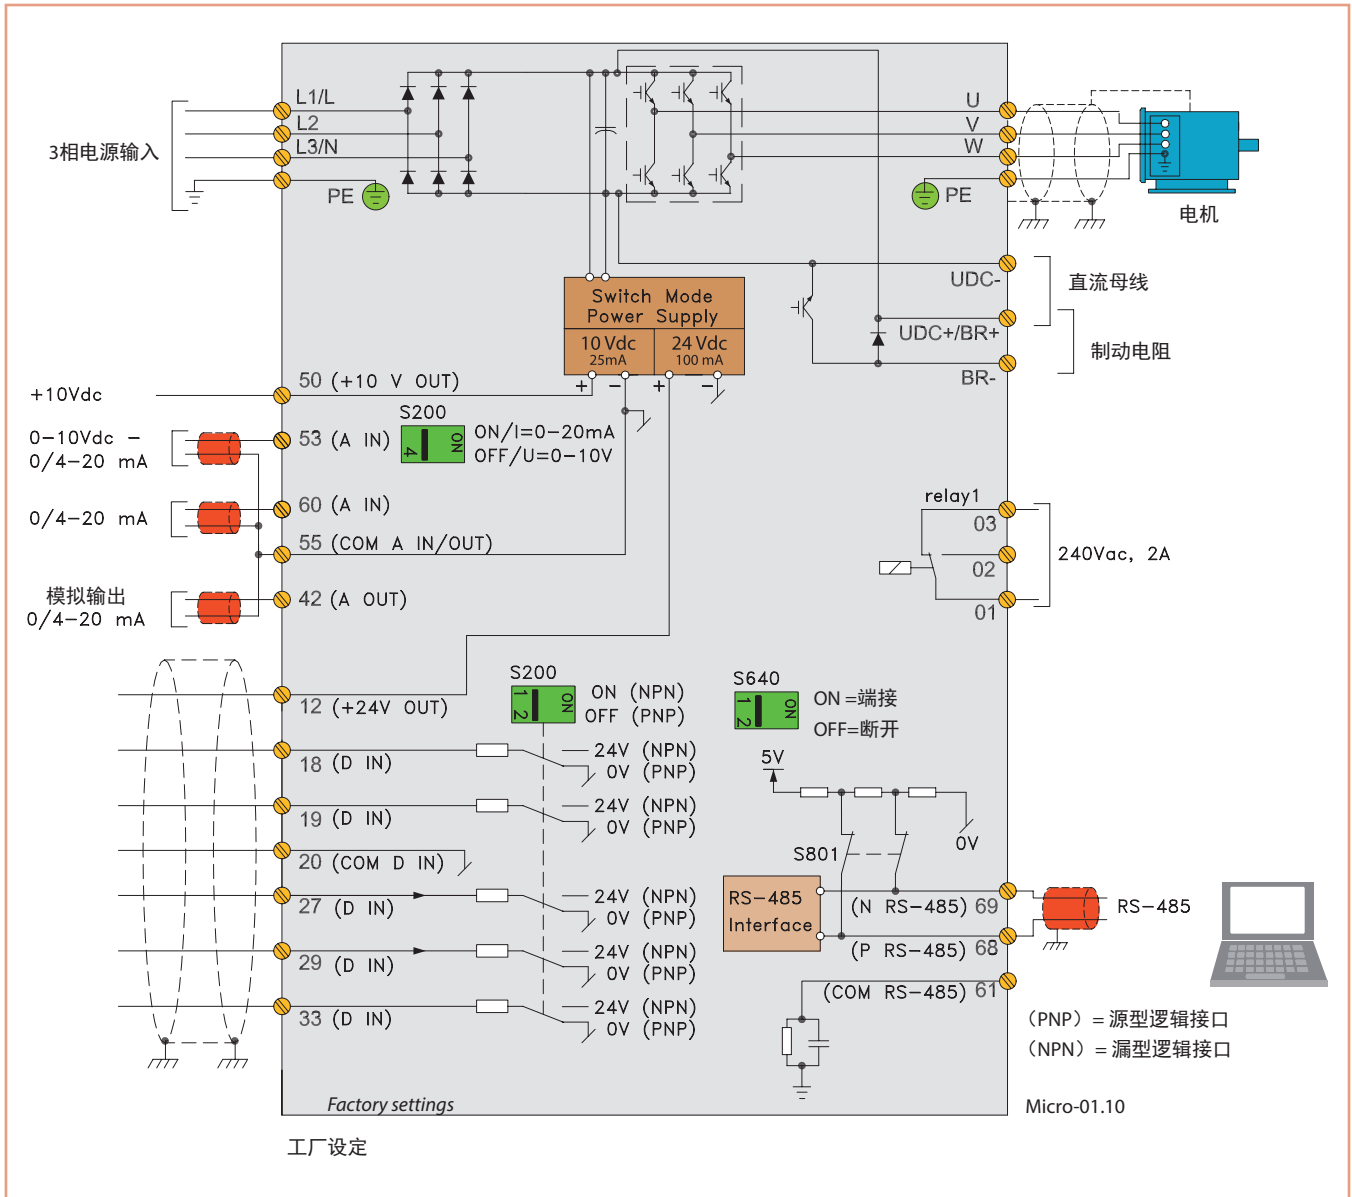 3相电源输入
L1/L
L2
L3/N
PE
U
V
W
PE
电机
UDC-
直流母线
UDC+/BR+
制动电阻
BR-
Switch Mode
Power Supply
10 Vdc
25mA
24 Vdc
100 mA
+ − + −
+10Vdc
50 (+10 V OUT)
S200
ON
4
ON/I=0-20mA
OFF/U=0-10V
0-10Vdc -
0/4-20 mA
53 (A IN)
0/4-20 mA
60 (A IN)
55 (COM A IN/OUT)
模拟输出
0/4-20 mA
42 (A OUT)
relay1
03
02
01
240Vac, 2A
12 (+24V OUT)
S200
1 2 ON
ON (NPN)
OFF (PNP)
S640
1 2 ON
ON =端接
OFF=断开
18 (D IN)
24V (NPN)
0V (PNP)
19 (D IN)
24V (NPN)
0V (PNP)
20 (COM D IN)
27 (D IN)
24V (NPN)
0V (PNP)
29 (D IN)
24V (NPN)
0V (PNP)
33 (D IN)
24V (NPN)
0V (PNP)
5V
0V
S801
RS-485
Interface
(N RS-485) 69
(P RS-485) 68
(COM RS-485) 61
RS-485
（PNP）= 源型逻辑接口
（NPN）= 漏型逻辑接口
Factory settings
Micro-01.10
工厂设定